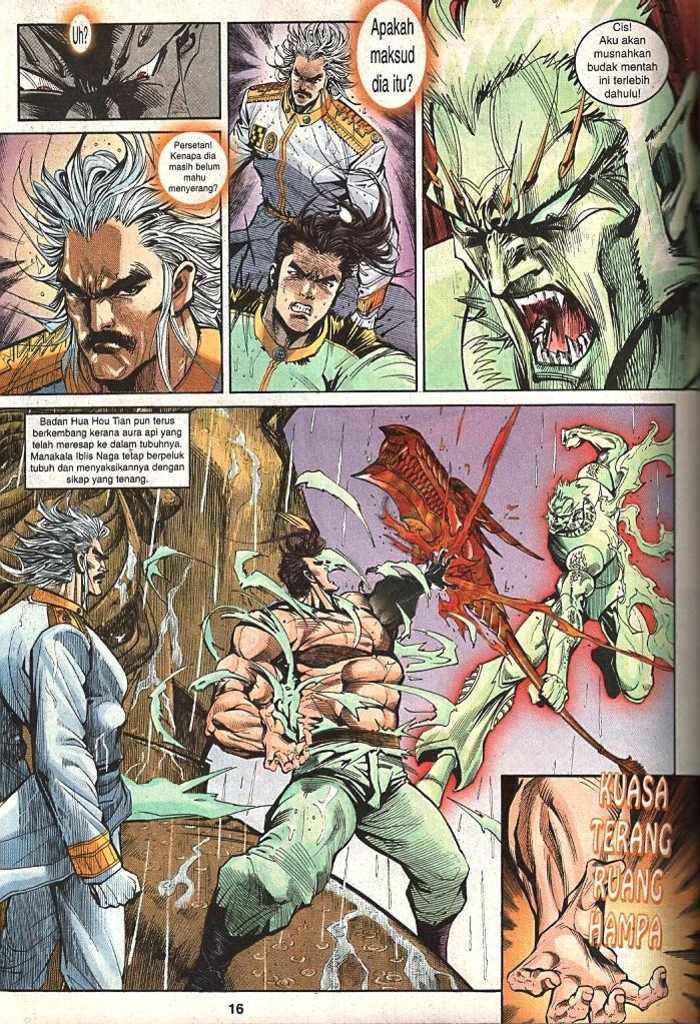 Uh?
Persetan!
Kenapa dia
masih belum
mahu
menyerang?
Apakah
maksud
dia itu?
Cis!
Aku akan
musnahkan
budak mentah
ini terlebih
dahulu!
Badan Hua Hou Tian pun terus
berkembang kerana aura api yang
telah meresap ke dalam tubuhnya.
Manakala Iblis Naga tetap berpeluk
tubuh dan menyaksikannya dengan
sikap yang tenang.
KUASA
TERANG
RUANG
HAMPA
16